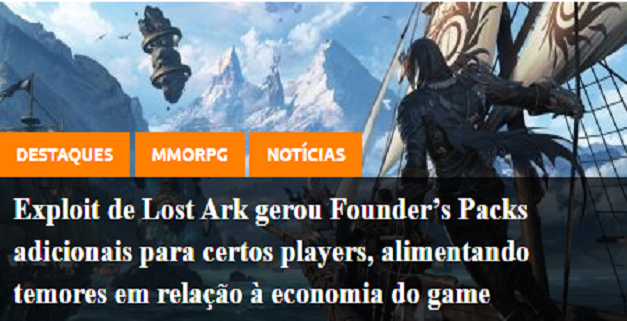 DESTAQUES MMORPG NOTÍCIAS
Exploit de Lost Ark gerou Founder's Packs
adicionais para certos players, alimentando
temores em relação à economia do game